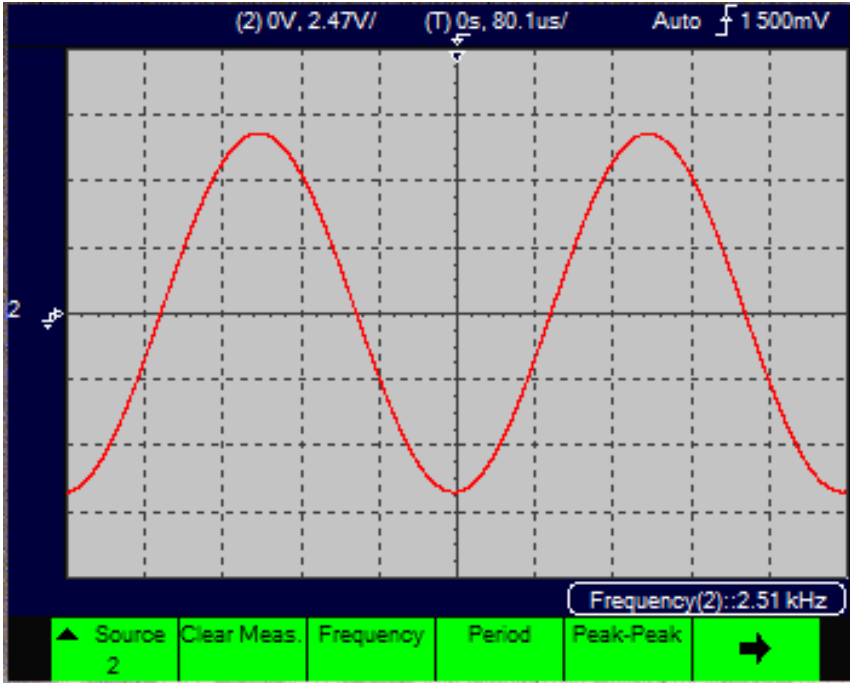 (2) 0V, 2.47V/ (T) 0s, 80.1us/ Auto 1 500mV
2
Frequency(2)::2.51 kHz
Source Clear Meas. Frequency Period Peak-Peak
2